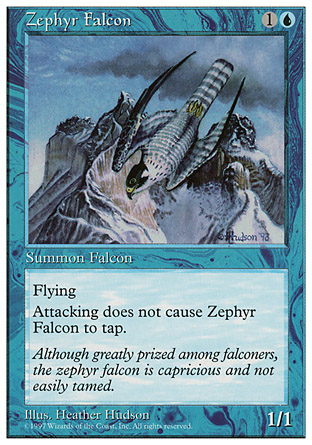 Zephyr Falcon 1
Hudson '93
Summon Falcon
Flying
Attacking does not cause Zephyr
Falcon to tap.
Although greatly prized among falconers,
the zephyr falcon is capricious and not
easily tamed.
Illus. Heather Hudson
©1997 Wizards of the Coast, Inc. All rights reserved.
1/1